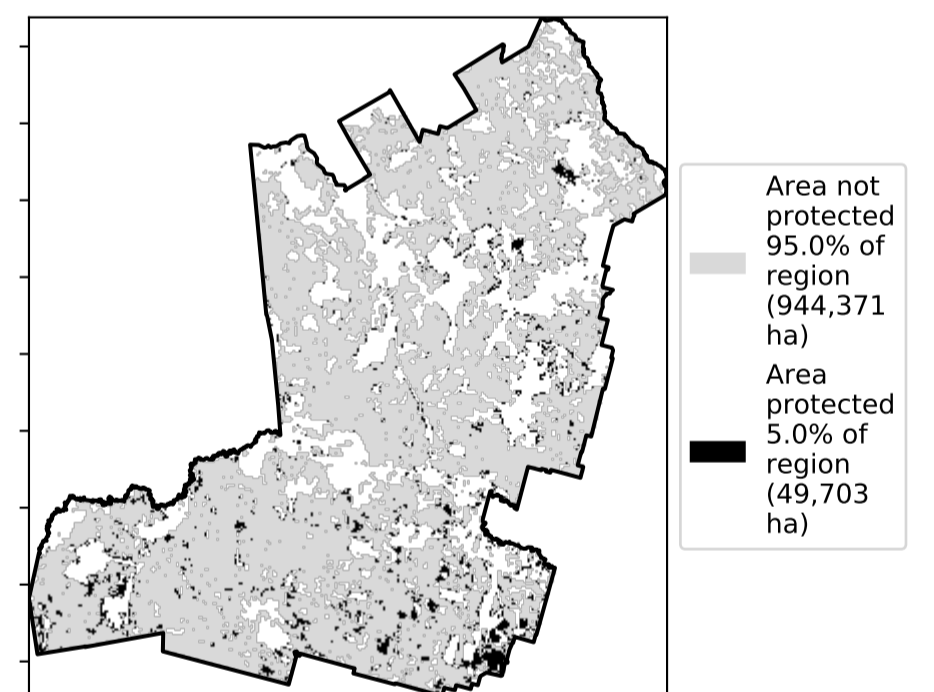 Area not
protected
95.0% of
region
(944,371
ha)
Area
protected
5.0% of
region
(49,703
ha)